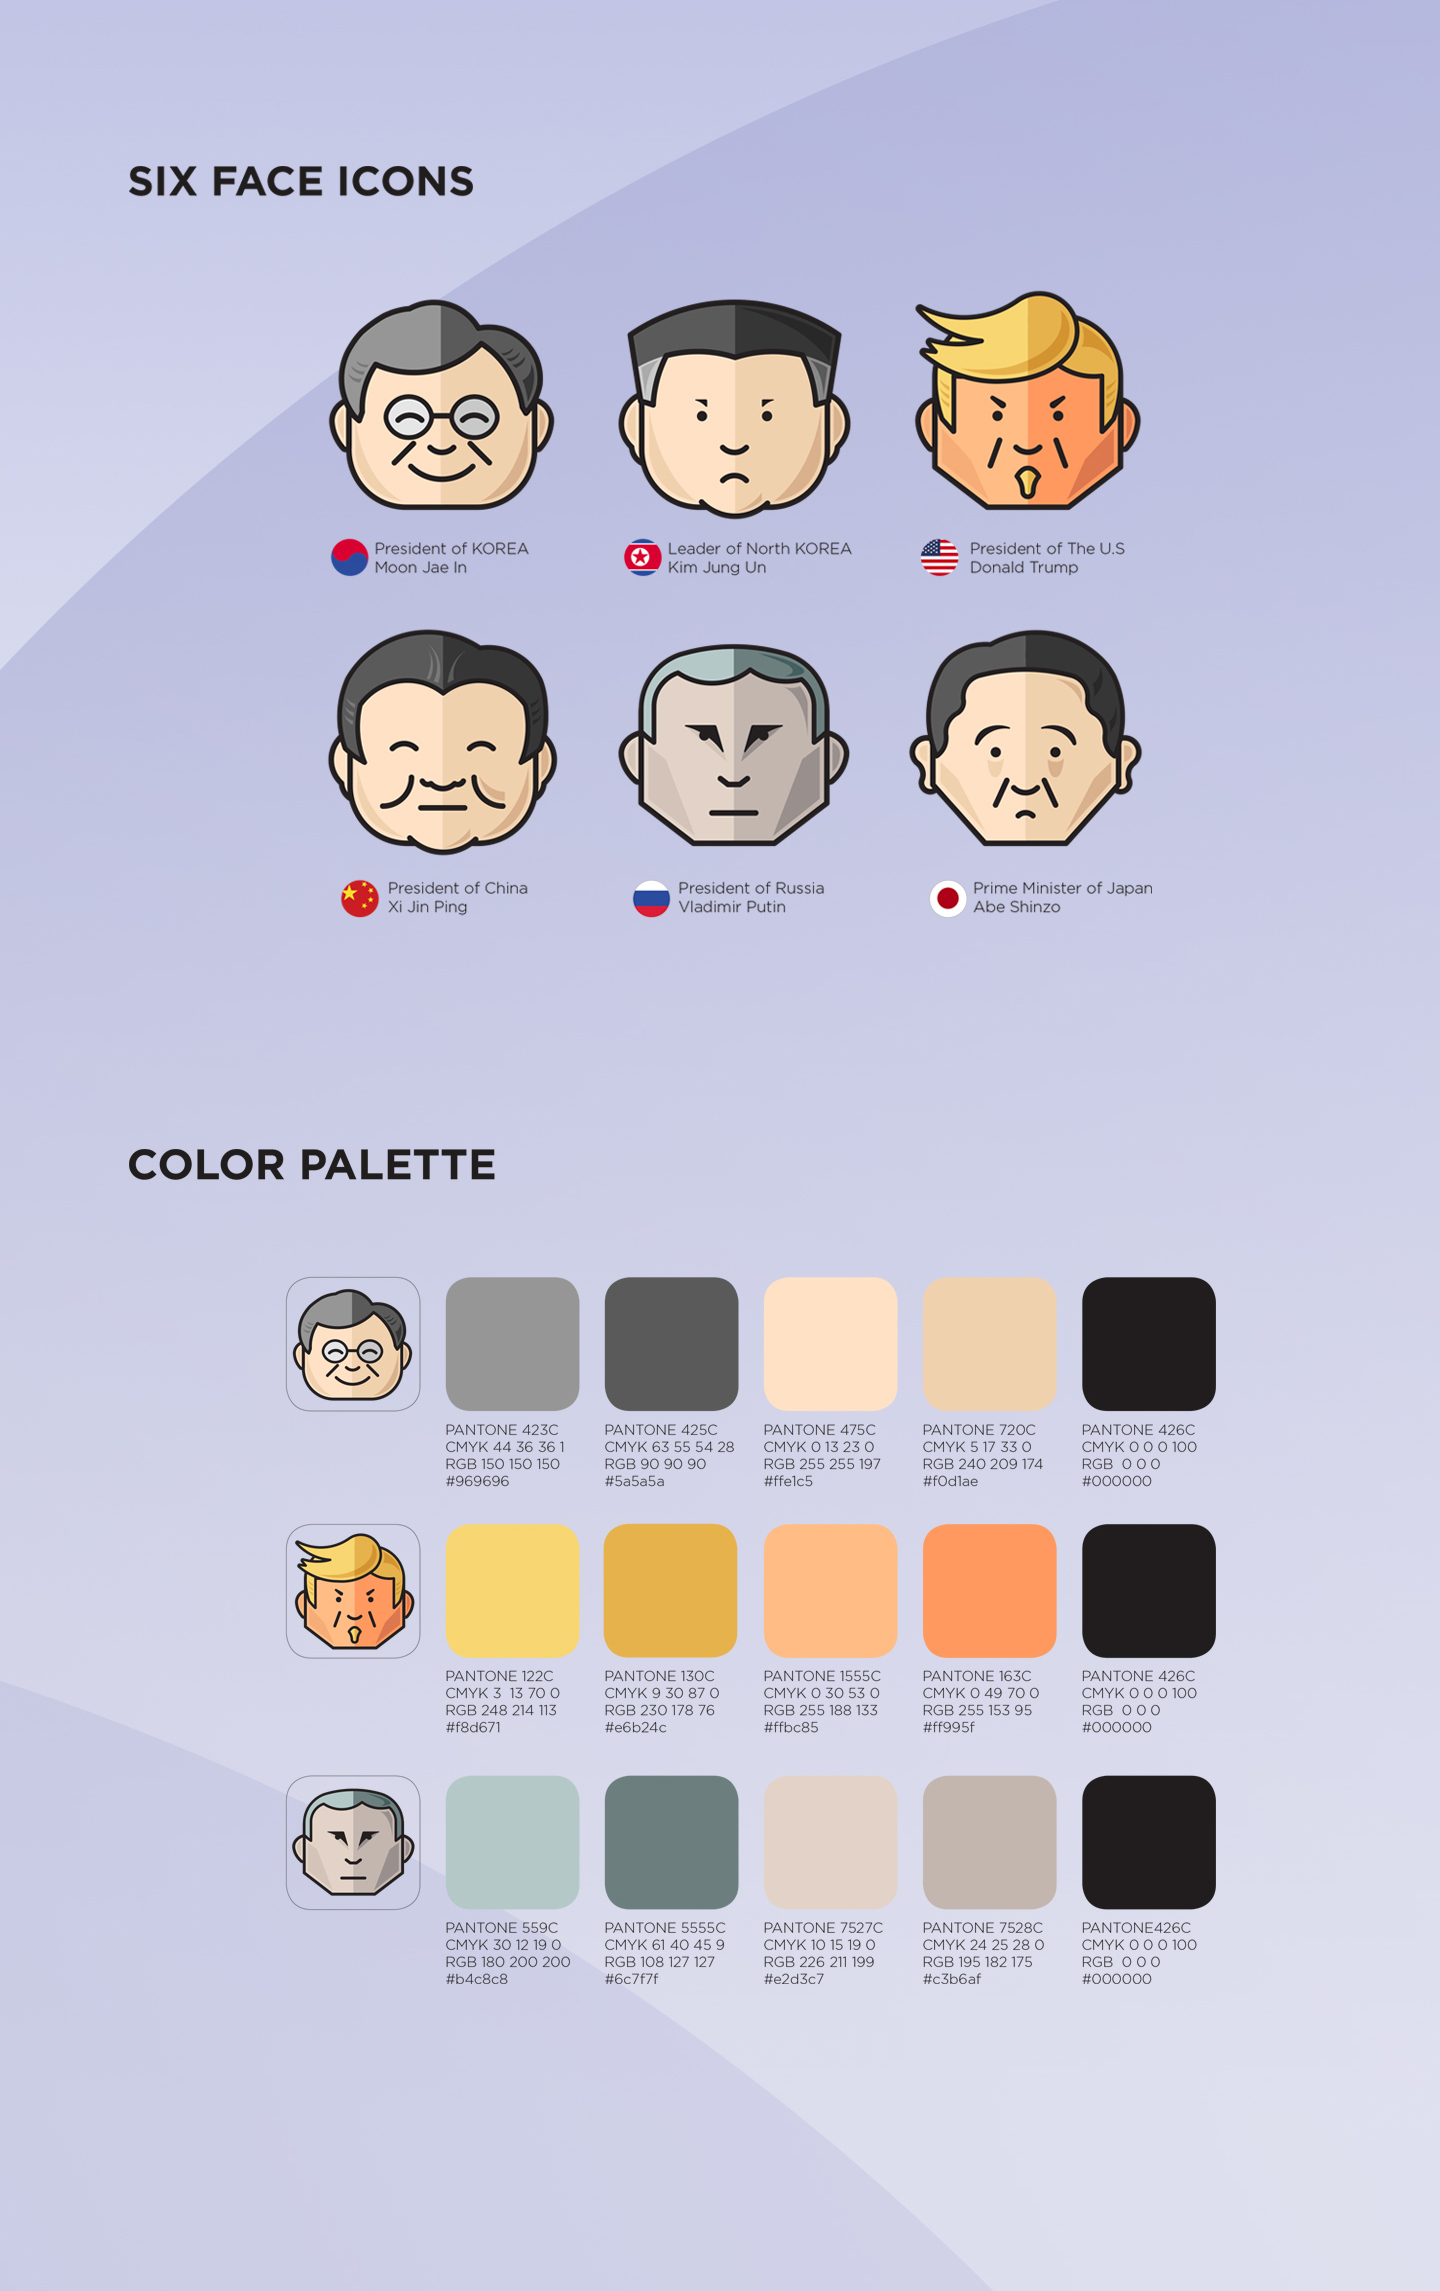 SIX FACE ICONS
President of KOREA
Moon Jae In
Leader of North KOREA
Kim Jung Un
President of The U.S
Donald Trump
President of China
Xi Jin Ping
President of Russia
Vladimir Putin
Prime Minister of Japan
Abe Shinzo
COLOR PALETTE
PANTONE 423C
CMYK 44 36 36 1
RGB 150 150 150
#969696
PANTONE 425C
CMYK 63 55 54 28
RGB 90 90 90
#5a5a5a
PANTONE 475C
CMYK 0 13 23 0
RGB 255 255 197
#ffe1c5
PANTONE 720C
CMYK 5 17 33 0
RGB 240 209 174
#f0d1ae
PANTONE 426C
CMYK 0 0 0 100
RGB 0 0 0
#000000
PANTONE 122C
CMYK 3 13 70 0
RGB 248 214 113
#f8d671
PANTONE 130C
CMYK 9 30 87 0
RGB 230 178 76
#e6b24c
PANTONE 1555C
CMYK 0 30 53 0
RGB 255 188 133
#ffbc85
PANTONE 163C
CMYK 0 49 70 0
RGB 255 153 95
#ff995f
PANTONE 426C
CMYK 0 0 0 100
RGB 0 0 0
#000000
PANTONE 559C
CMYK 30 12 19 0
RGB 180 200 200
#b4c8c8
PANTONE 5555C
CMYK 61 40 45 9
RGB 108 127 127
#6c7f7f
PANTONE 7527C
CMYK 10 15 19 0
RGB 226 211 199
#e2d3c7
PANTONE 7528C
CMYK 24 25 28 0
RGB 195 182 175
#c3b6af
PANTONE426C
CMYK 0 0 0 100
RGB 0 0 0
#000000